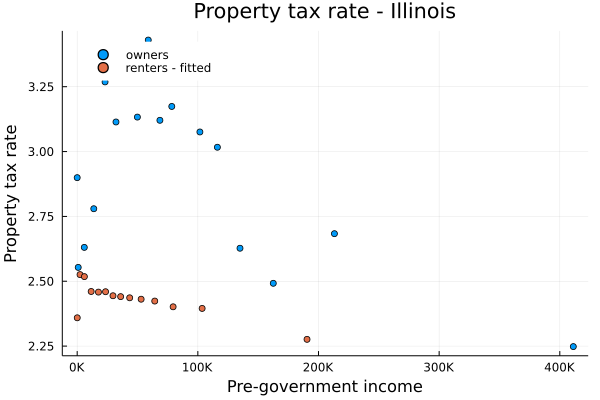 Property tax rate - Illinois
owners
renters - fitted
Property tax rate
3.25
3.00
2.75
2.50
2.25
0K 100K 200K 300K 400K
Pre-government income